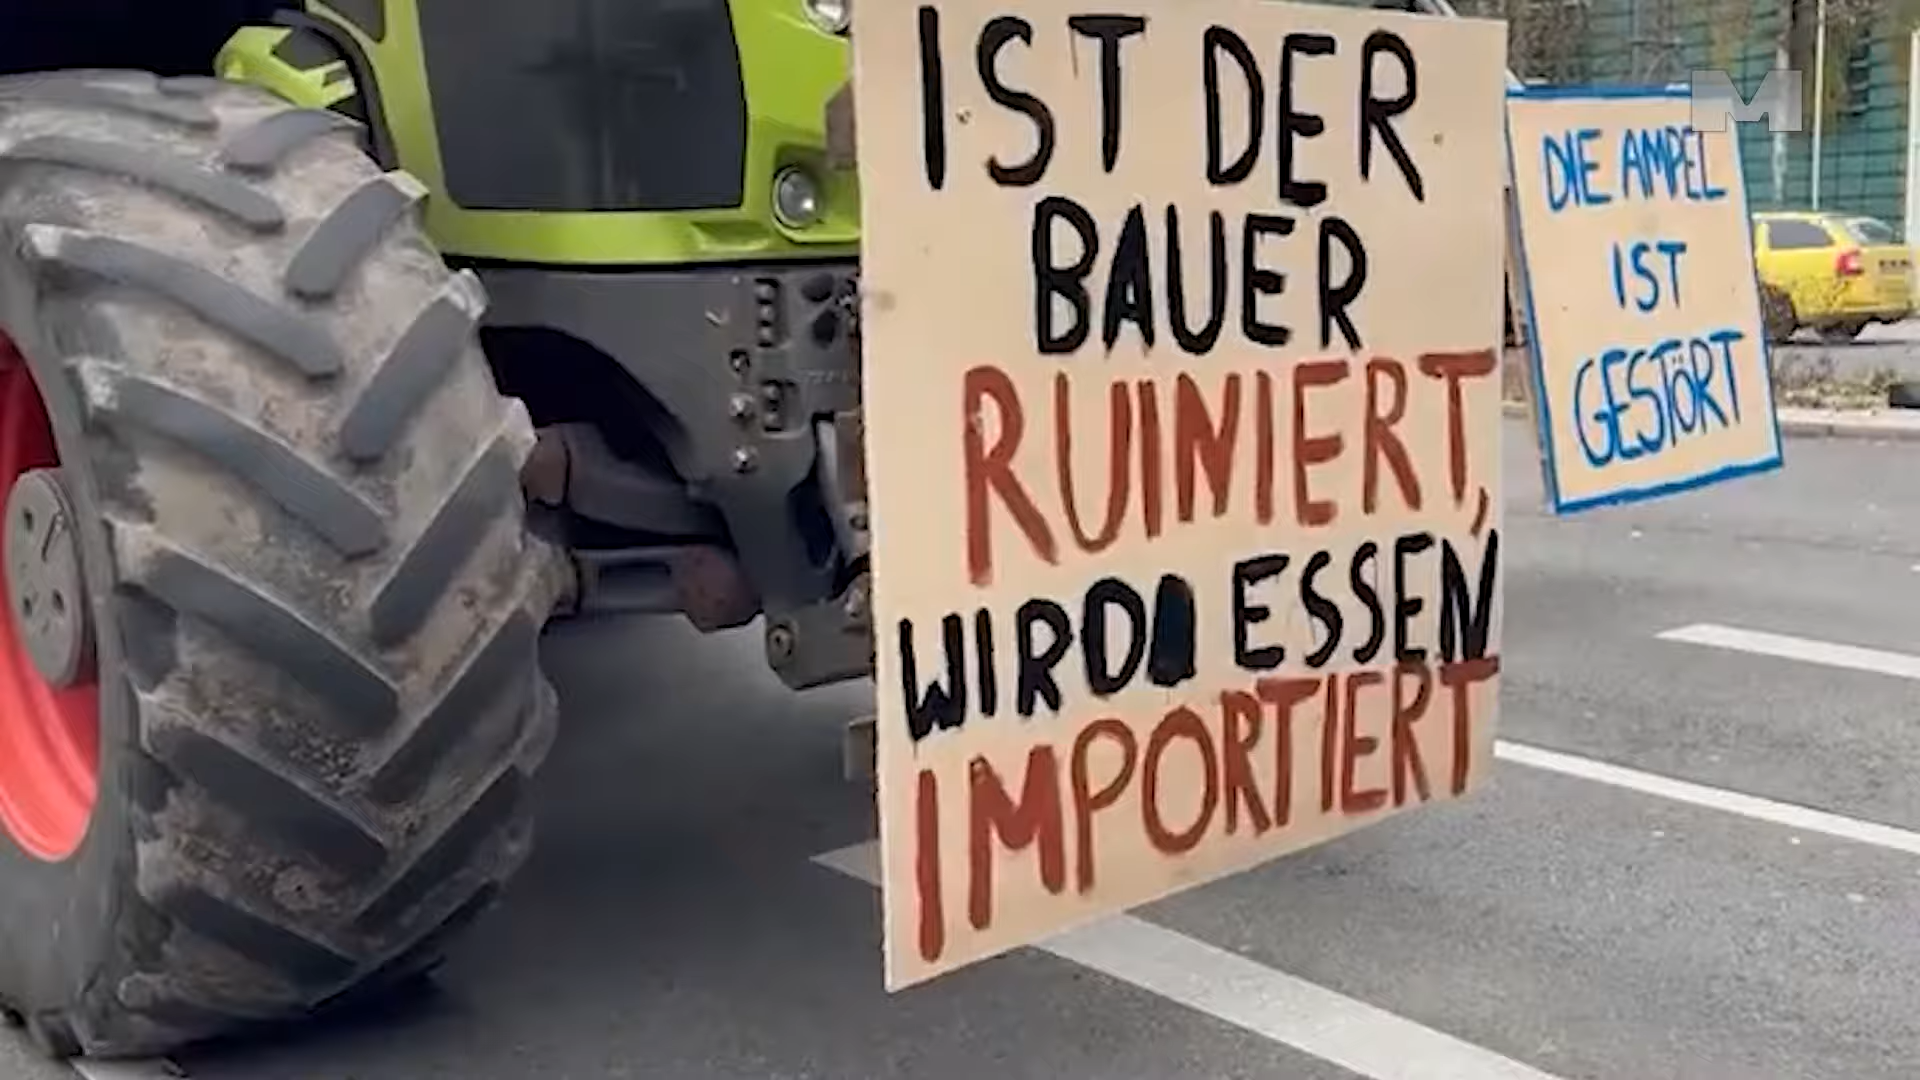 IST DER
BAUER
RUINIERT,
WIRD ESSEN
IMPORTIERT
DIE AMPEL
IST
GESTÖRT
M